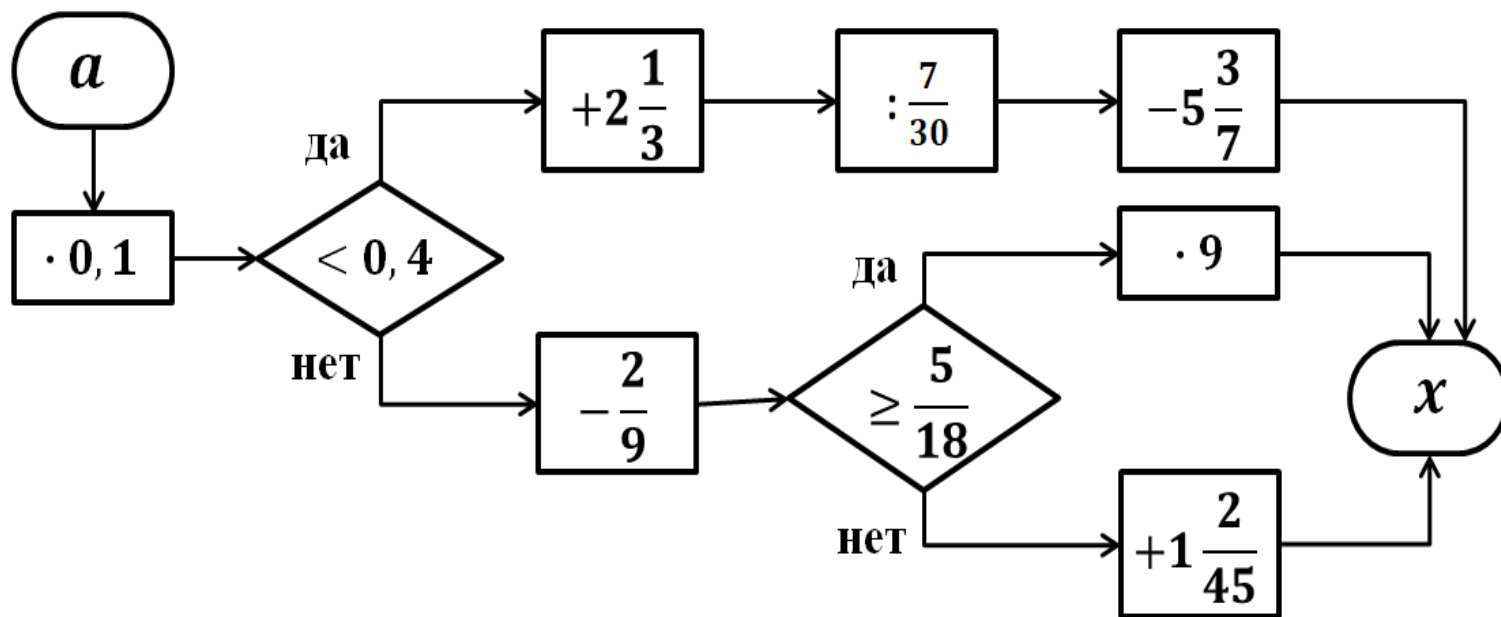 a
· 0, 1
< 0, 4
да
нет
+2 1/3
: 7/30
−5 3/7
− 2/9
≥ 5/18
да
нет
· 9
+1 2/45
x